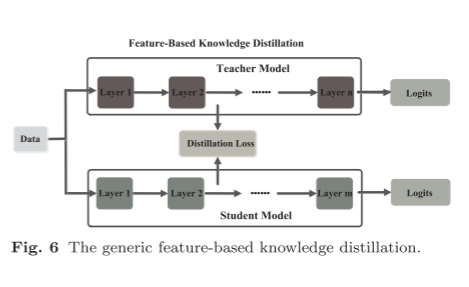 Feature-Based Knowledge Distillation
Teacher Model
Layer 1
Layer 2
......
Layer n
Logits
Data
Distillation Loss
Layer 1
Layer 2
......
Layer m
Logits
Student Model
Fig. 6 The generic feature-based knowledge distillation.